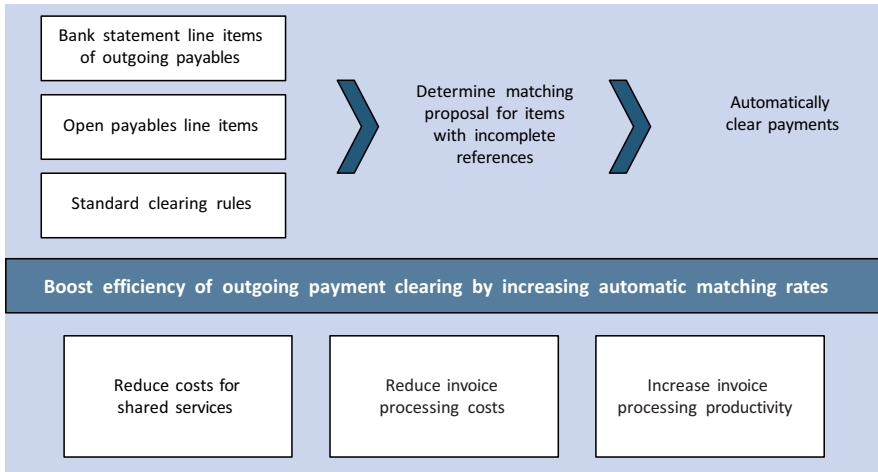 Bank statement line items
of outgoing payables
Open payables line items
Standard clearing rules
Determine matching
proposal for items
with incomplete
references
Automatically
clear payments
Boost efficiency of outgoing payment clearing by increasing automatic matching rates
Reduce costs for
shared services
Reduce invoice
processing costs
Increase invoice
processing productivity